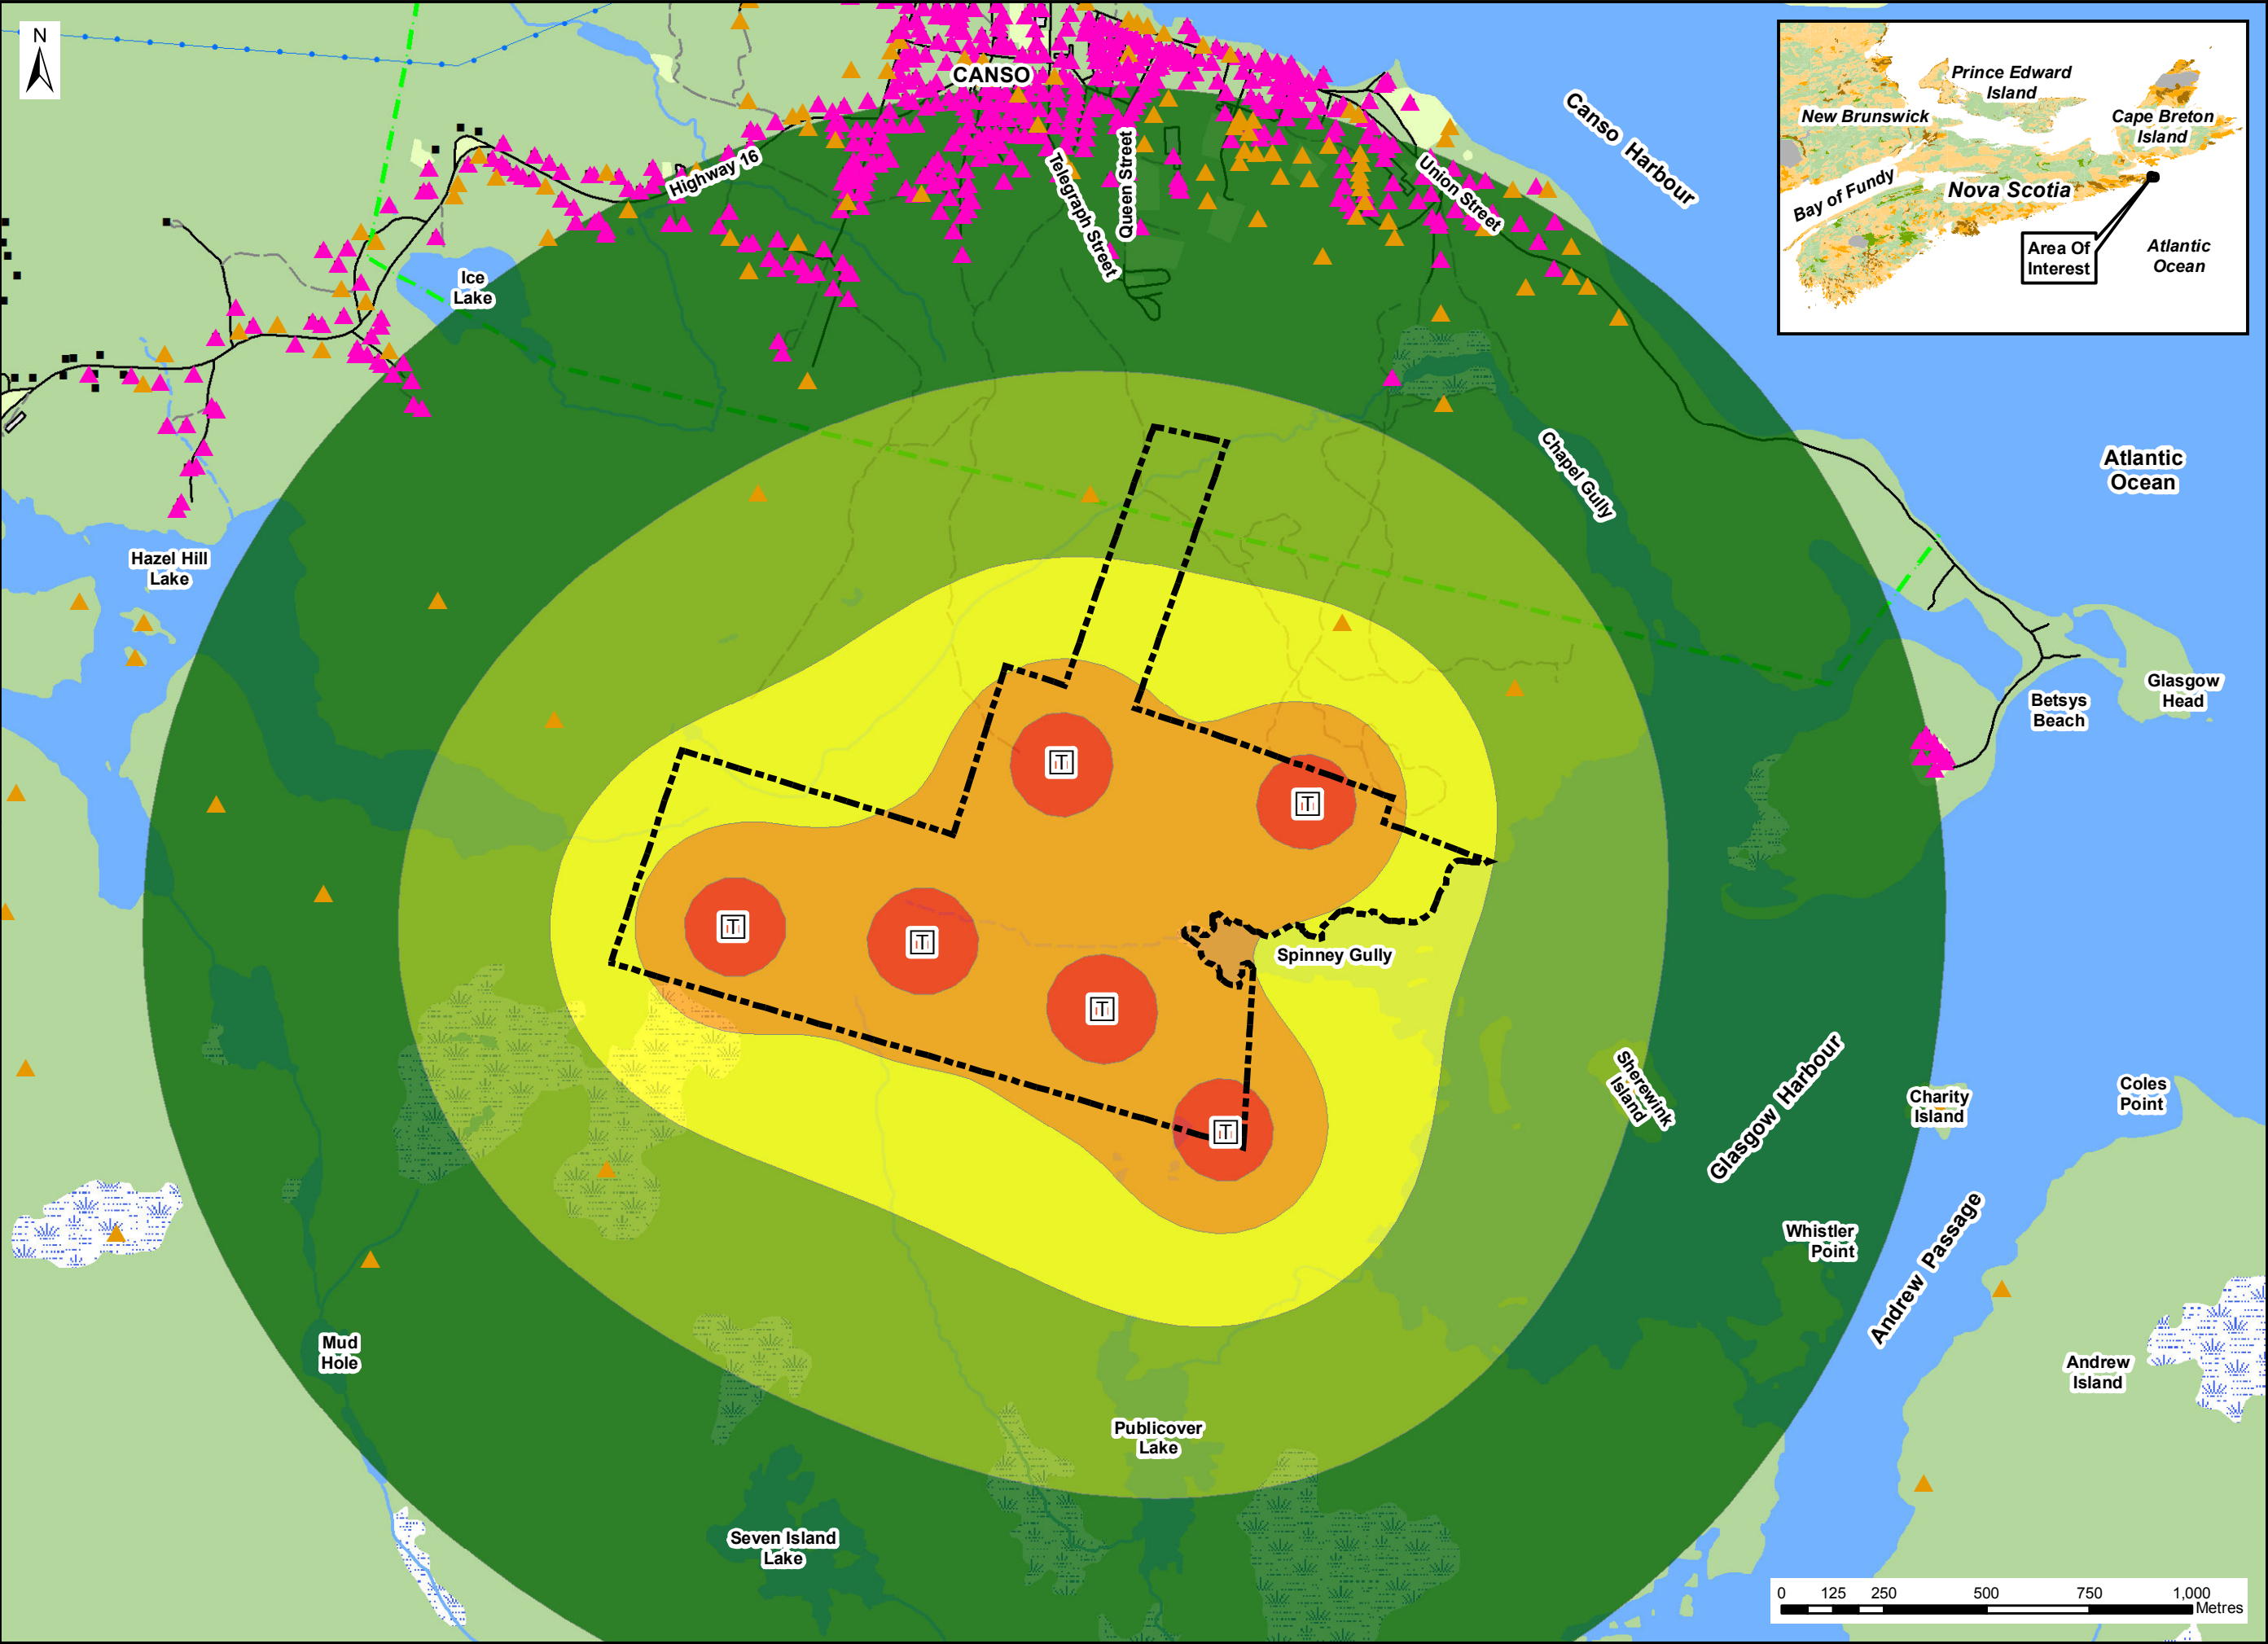 N
CANSO
Canso Harbour
Prince Edward
Island
New Brunswick
Cape Breton
Island
Bay of Fundy
Nova Scotia
Area Of
Interest
Atlantic
Ocean
Highway 16
Telegraph Street
Queen Street
Union Street
Ice
Lake
Chapel Gully
Atlantic
Ocean
Hazel Hill
Lake
Glasgow
Head
Betsys
Beach
T
T
T
T
Spinney Gully
T
T
Sherewink
Island
Glasgow Harbour
Charity
Island
Coles
Point
Whistler
Point
Andrew Passage
Mud
Hole
Andrew
Island
Publicover
Lake
Seven Island
Lake
0 125 250 500 750 1,000
Metres